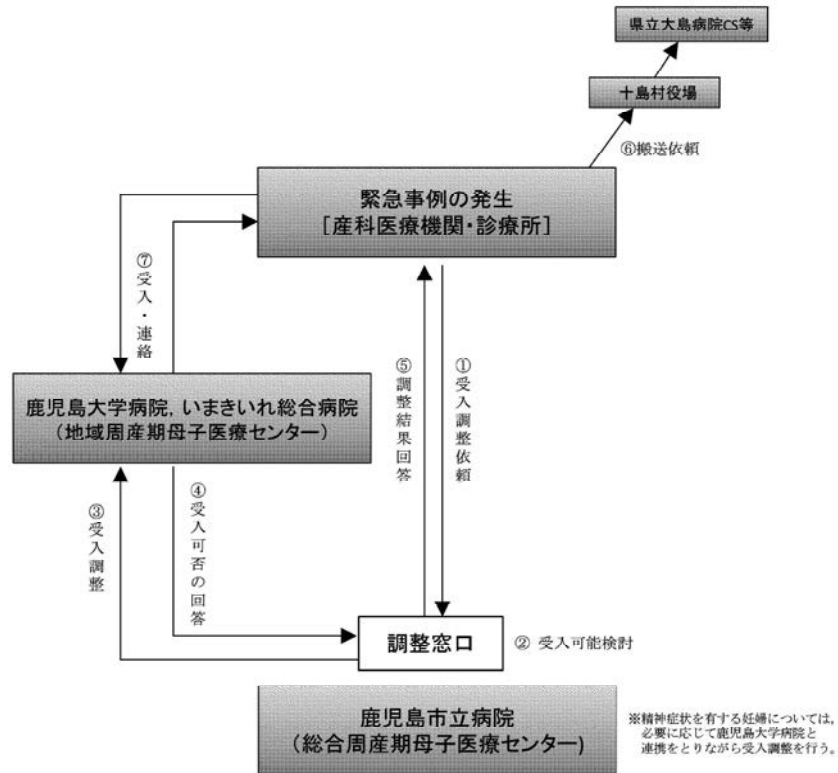 県立大島病院CS等
十島村役場
⑥搬送依頼
緊急事例の発生
［産科医療機関・診療所］
⑦受入・連絡
⑤調整結果回答
①受入調整依頼
鹿児島大学病院，いまきいれ総合病院
（地域周産期母子医療センター）
③受入調整
④受入可否の回答
調整窓口
② 受入可能検討
鹿児島市立病院
（総合周産期母子医療センター）
※精神症状を有する妊婦については，
必要に応じて鹿児島大学病院と
連携をとりながら受入調整を行う。